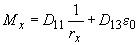 M_x = D_11 1/r_x + D_13 ε_0